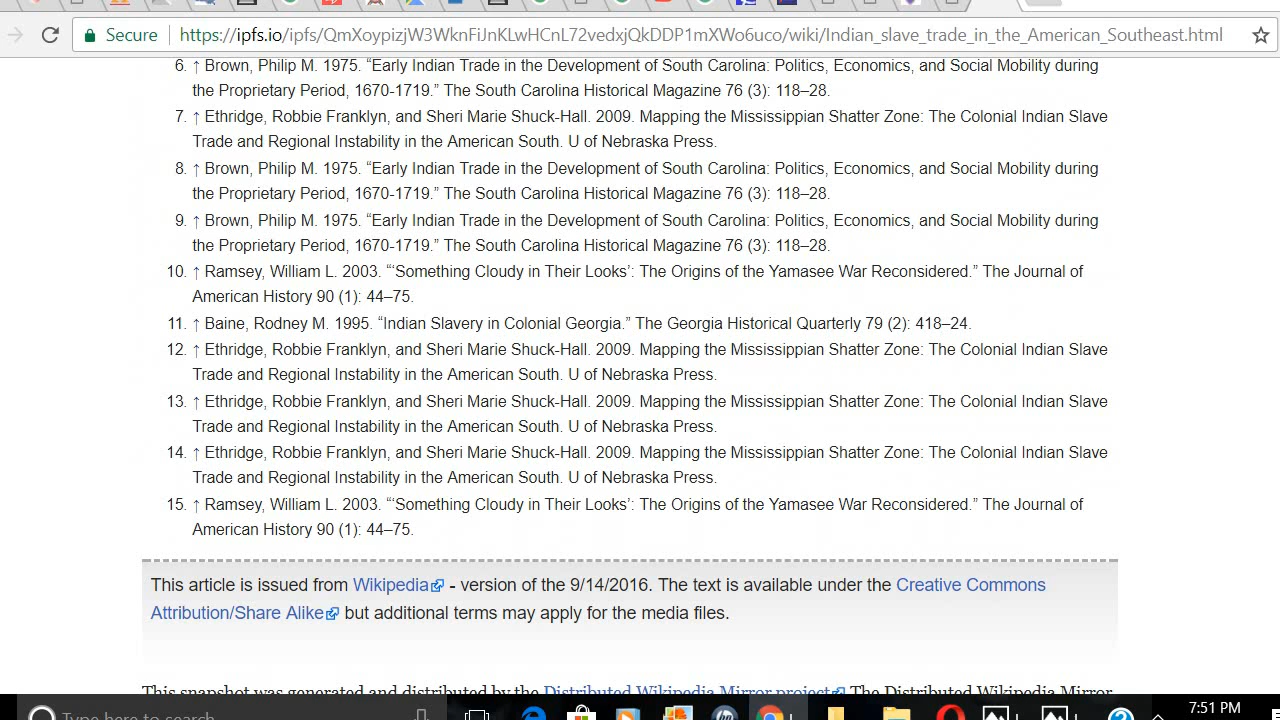 Secure
https://ipfs.io/ipfs/QmXoypizjW3WknFiJnKLwHCnL72vedxjQkDDP1mXWo6uco/wiki/Indian_slave_trade_in_the_American_Southeast.html
6. ↑ Brown, Philip M. 1975. “Early Indian Trade in the Development of South Carolina: Politics, Economics, and Social Mobility during
the Proprietary Period, 1670-1719.” The South Carolina Historical Magazine 76 (3): 118–28.
7. ↑ Ethridge, Robbie Franklyn, and Sheri Marie Shuck-Hall. 2009. Mapping the Mississippian Shatter Zone: The Colonial Indian Slave
Trade and Regional Instability in the American South. U of Nebraska Press.
8. ↑ Brown, Philip M. 1975. “Early Indian Trade in the Development of South Carolina: Politics, Economics, and Social Mobility during
the Proprietary Period, 1670-1719.” The South Carolina Historical Magazine 76 (3): 118–28.
9. ↑ Brown, Philip M. 1975. “Early Indian Trade in the Development of South Carolina: Politics, Economics, and Social Mobility during
the Proprietary Period, 1670-1719.” The South Carolina Historical Magazine 76 (3): 118–28.
10. ↑ Ramsey, William L. 2003. “‘Something Cloudy in Their Looks’: The Origins of the Yamasee War Reconsidered.” The Journal of
American History 90 (1): 44–75.
11. ↑ Baine, Rodney M. 1995. “Indian Slavery in Colonial Georgia.” The Georgia Historical Quarterly 79 (2): 418–24.
12. ↑ Ethridge, Robbie Franklyn, and Sheri Marie Shuck-Hall. 2009. Mapping the Mississippian Shatter Zone: The Colonial Indian Slave
Trade and Regional Instability in the American South. U of Nebraska Press.
13. ↑ Ethridge, Robbie Franklyn, and Sheri Marie Shuck-Hall. 2009. Mapping the Mississippian Shatter Zone: The Colonial Indian Slave
Trade and Regional Instability in the American South. U of Nebraska Press.
14. ↑ Ethridge, Robbie Franklyn, and Sheri Marie Shuck-Hall. 2009. Mapping the Mississippian Shatter Zone: The Colonial Indian Slave
Trade and Regional Instability in the American South. U of Nebraska Press.
15. ↑ Ramsey, William L. 2003. “‘Something Cloudy in Their Looks’: The Origins of the Yamasee War Reconsidered.” The Journal of
American History 90 (1): 44–75.
This article is issued from Wikipedia - version of the 9/14/2016. The text is available under the Creative Commons
Attribution/Share Alike but additional terms may apply for the media files.
This snapshot was generated and distributed by the Distributed Wikipedia Mirror project The Distributed Wikipedia Mirror
Type here to search
7:51 PM